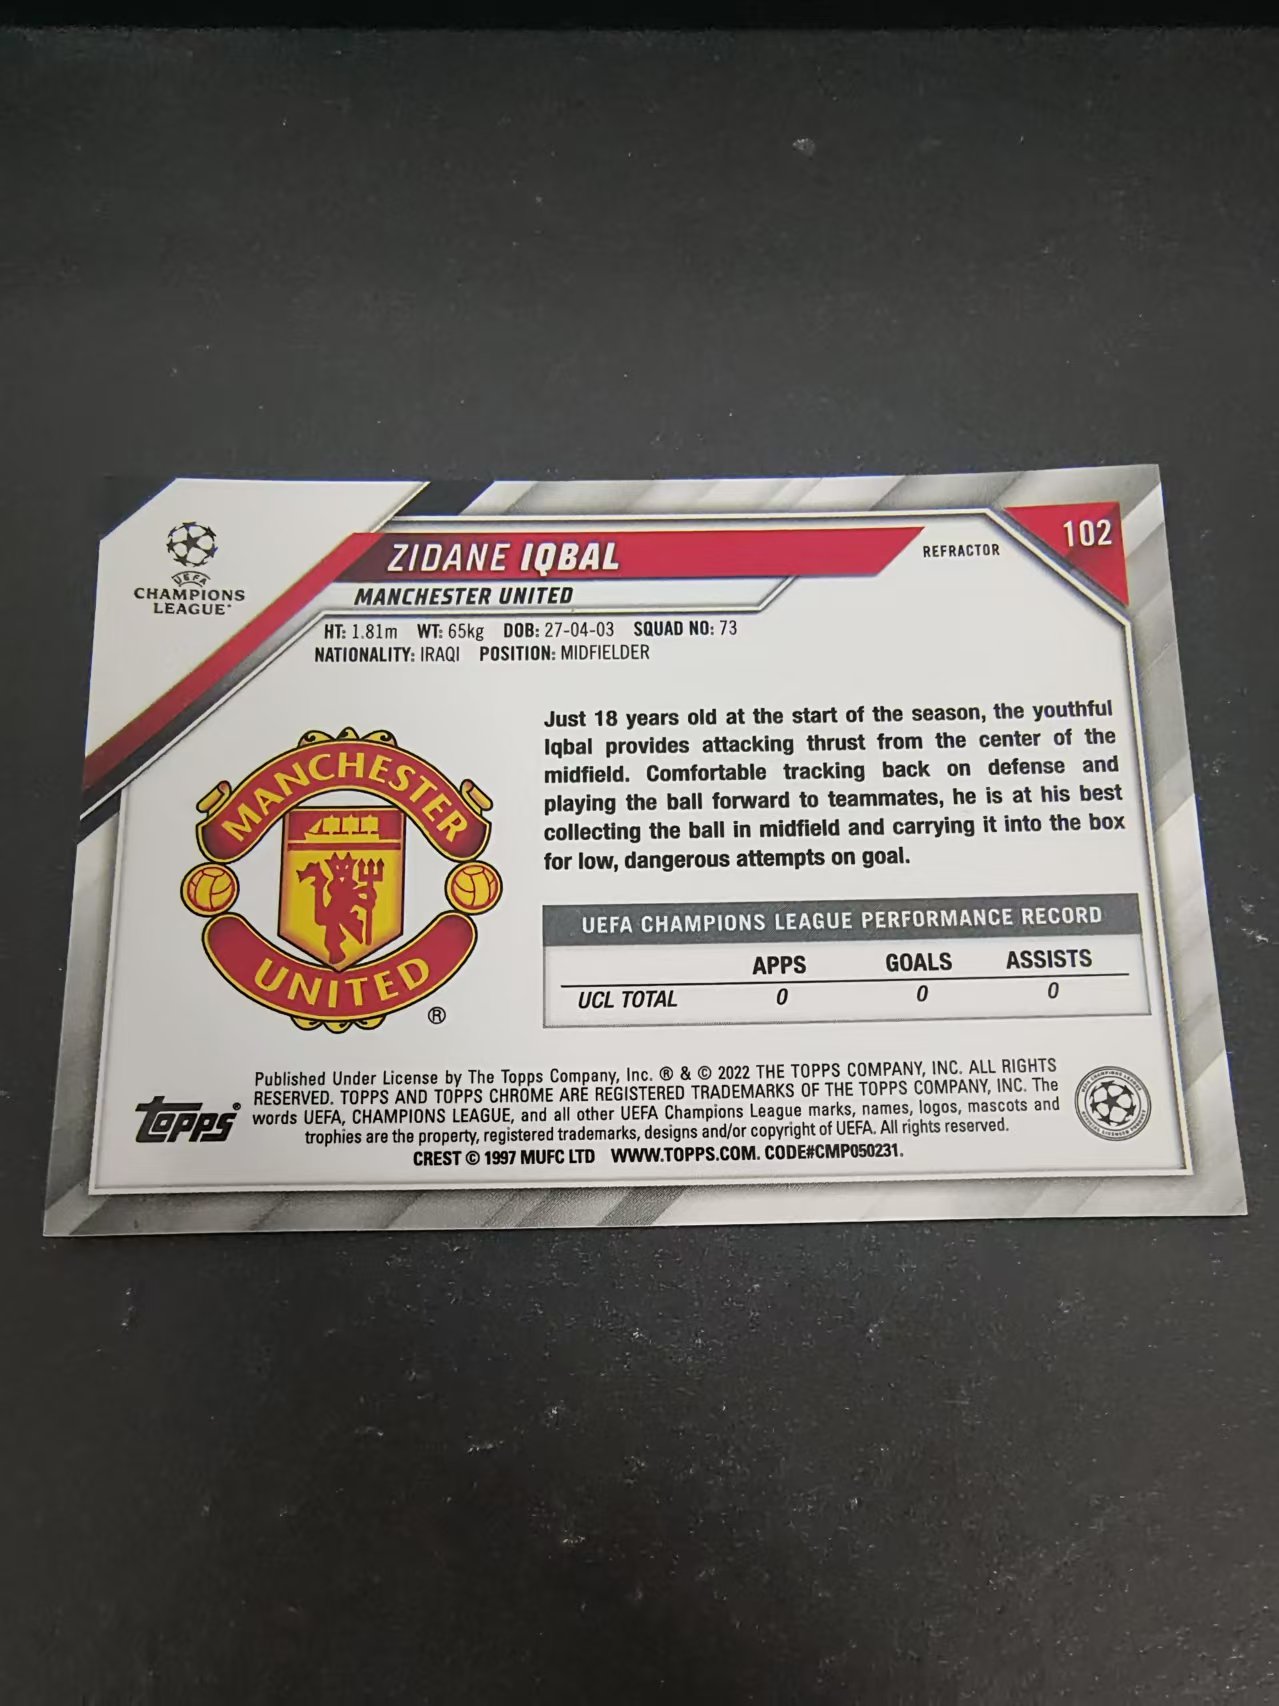 UEFA
CHAMPIONS
LEAGUE
ZIDANE IQBAL
REFRACTOR
102
MANCHESTER UNITED
HT: 1.81m WT: 65kg DOB: 27-04-03 SQUAD NO: 73
NATIONALITY: IRAQI POSITION: MIDFIELDER
MANCHESTER
UNITED
®
Just 18 years old at the start of the season, the youthful
Iqbal provides attacking thrust from the center of the
midfield. Comfortable tracking back on defense and
playing the ball forward to teammates, he is at his best
collecting the ball in midfield and carrying it into the box
for low, dangerous attempts on goal.
UEFA CHAMPIONS LEAGUE PERFORMANCE RECORD
APPS GOALS ASSISTS
UCL TOTAL 0 0 0
Topps®
Published Under License by The Topps Company, Inc. ® & © 2022 THE TOPPS COMPANY, INC. ALL RIGHTS
RESERVED. TOPPS AND TOPPS CHROME ARE REGISTERED TRADEMARKS OF THE TOPPS COMPANY, INC. The
words UEFA, CHAMPIONS LEAGUE, and all other UEFA Champions League marks, names, logos, mascots and
trophies are the property, registered trademarks, designs and/or copyright of UEFA. All rights reserved.
CREST © 1997 MUFC LTD WWW.TOPPS.COM. CODE#CMP050231.